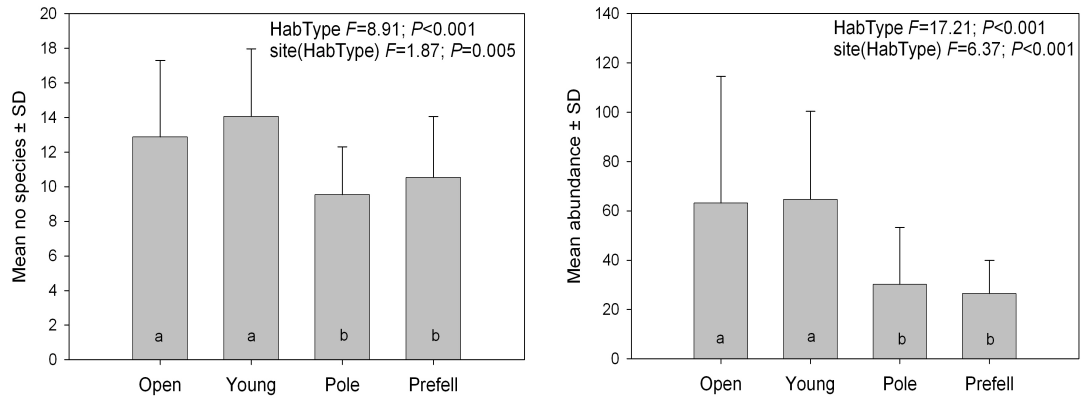 HabType F=8.91; P<0.001
site(HabType) F=1.87; P=0.005
Mean no species ± SD
20
18
16
14
12
10
8
6
4
2
0
a a b b
Open Young Pole Prefell
HabType F=17.21; P<0.001
site(HabType) F=6.37; P<0.001
Mean abundance ± SD
140
120
100
80
60
40
20
0
a a b b
Open Young Pole Prefell